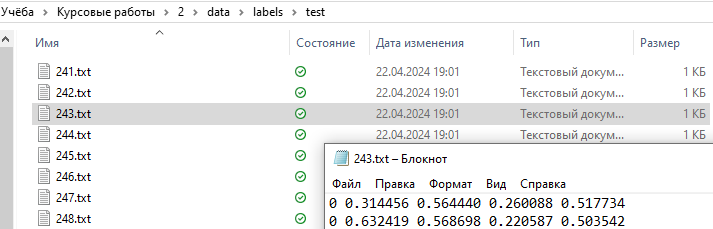 Учёба > Курсовые работы > 2 > data > labels > test
Имя Состояние Дата изменения Тип Размер
241.txt 22.04.2024 19:01 Текстовый докум... 1 КБ
242.txt 22.04.2024 19:01 Текстовый докум... 1 КБ
243.txt 22.04.2024 19:01 Текстовый докум... 1 КБ
244.txt 22.04.2024 19:01 Текстовый докум... 1 КБ
245.txt
246.txt
247.txt
248.txt
243.txt – Блокнот
Файл Правка Формат Вид Справка
0 0.314456 0.564440 0.260088 0.517734
0 0.632419 0.568698 0.220587 0.503542